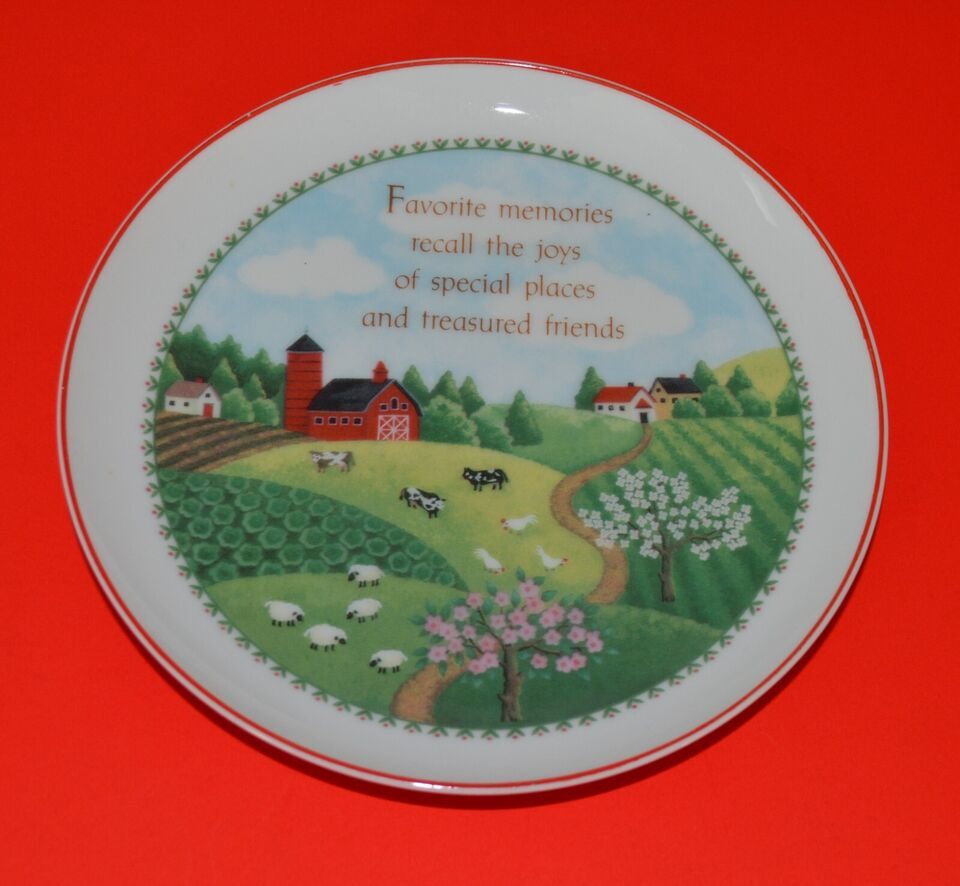 Favorite memories
recall the joys
of special places
and treasured friends